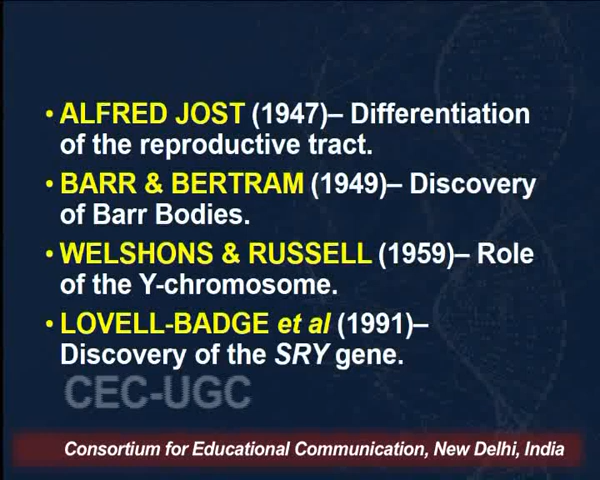 • ALFRED JOST (1947)– Differentiation
of the reproductive tract.
• BARR & BERTRAM (1949)– Discovery
of Barr Bodies.
• WELSHONS & RUSSELL (1959)– Role
of the Y-chromosome.
• LOVELL-BADGE et al (1991)–
Discovery of the SRY gene.
CEC-UGC
Consortium for Educational Communication, New Delhi, India